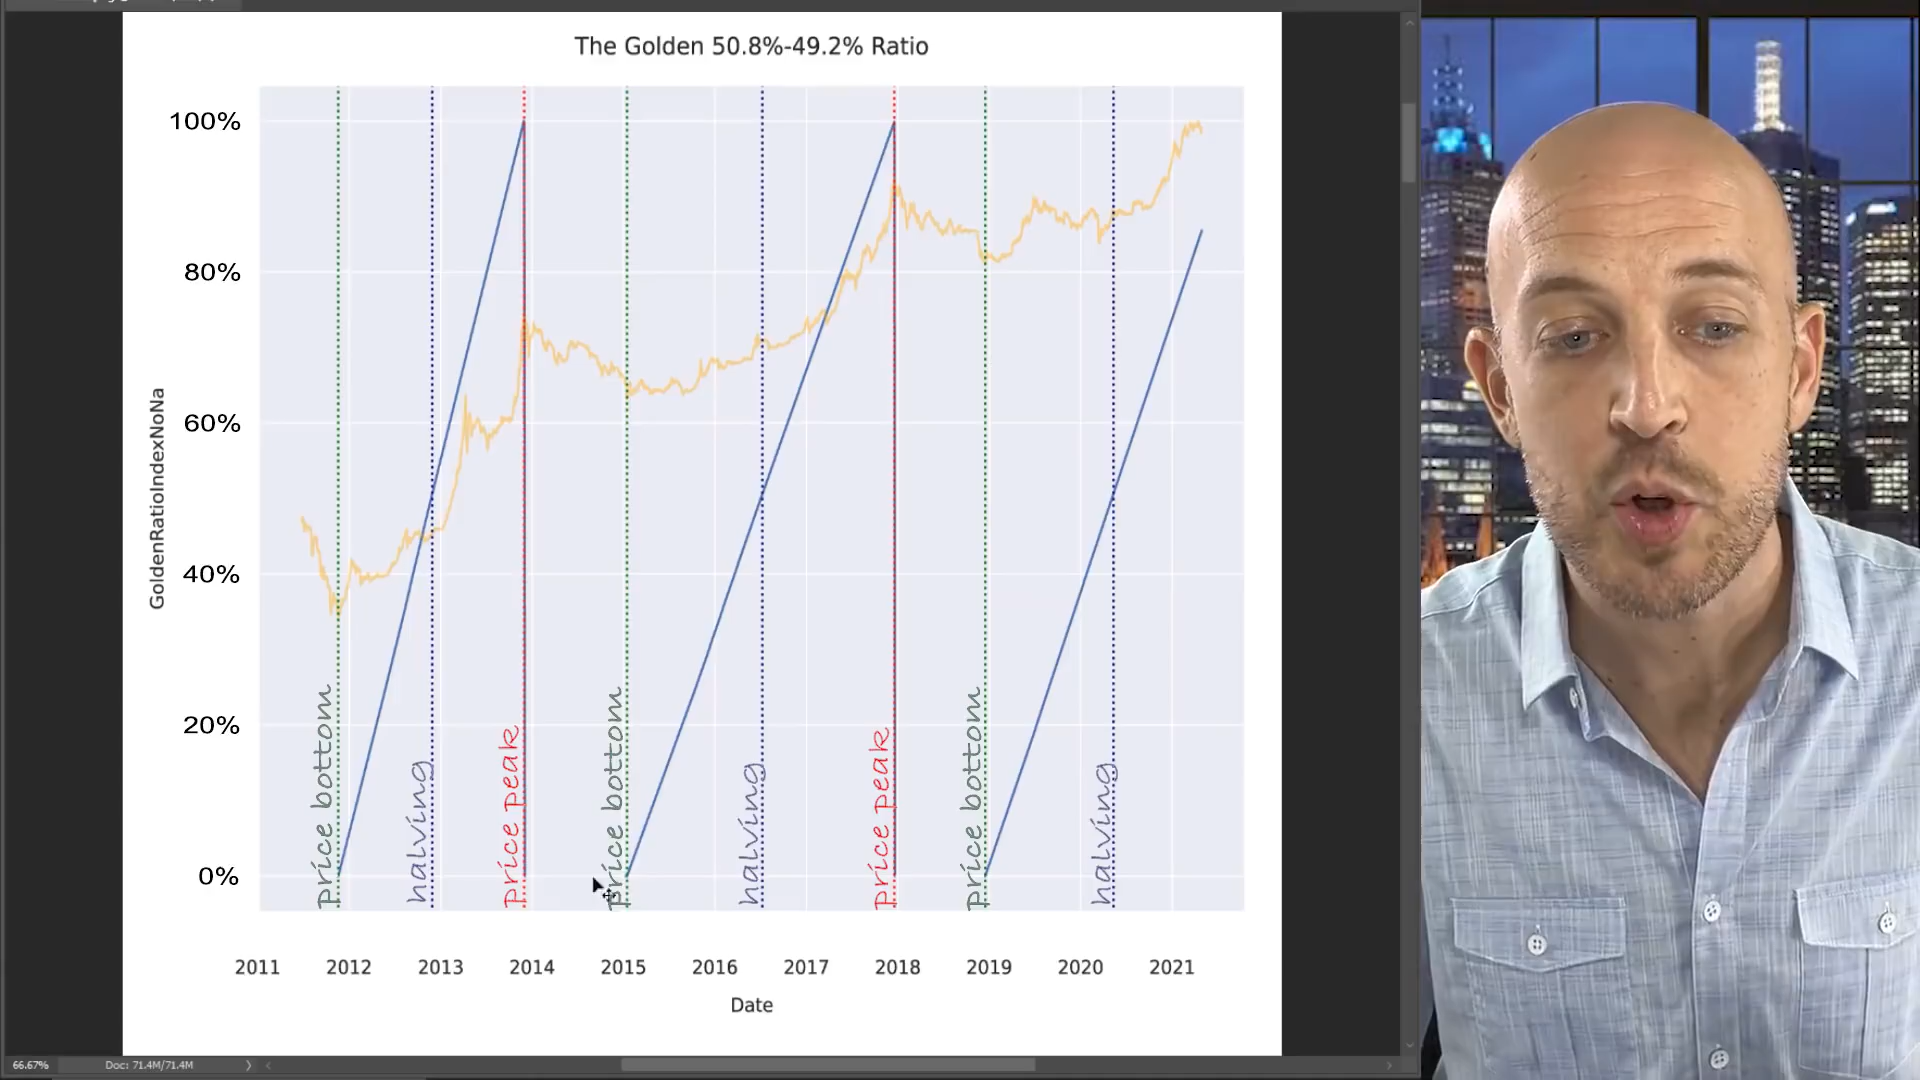 The Golden 50.8%-49.2% Ratio
100%
80%
60%
40%
20%
0%
GoldenRatioIndexNoNa
price bottom
halving
price peak
price bottom
halving
price peak
price bottom
halving
2011 2012 2013 2014 2015 2016 2017 2018 2019 2020 2021
Date
66.67% Doc: 71.4M/71.4M